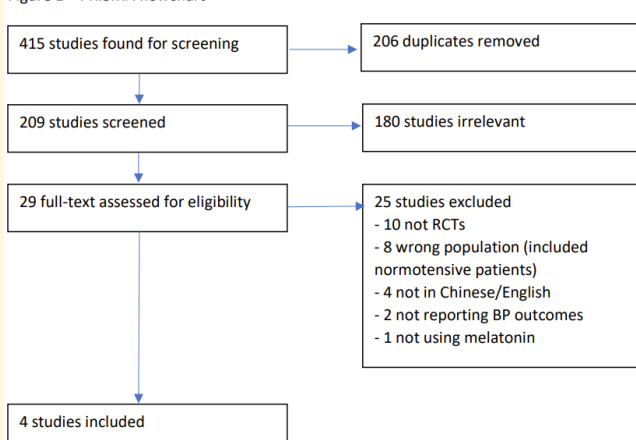 415 studies found for screening
206 duplicates removed
209 studies screened
180 studies irrelevant
29 full-text assessed for eligibility
25 studies excluded
- 10 not RCTs
- 8 wrong population (included
normotensive patients)
- 4 not in Chinese/English
- 2 not reporting BP outcomes
- 1 not using melatonin
4 studies included